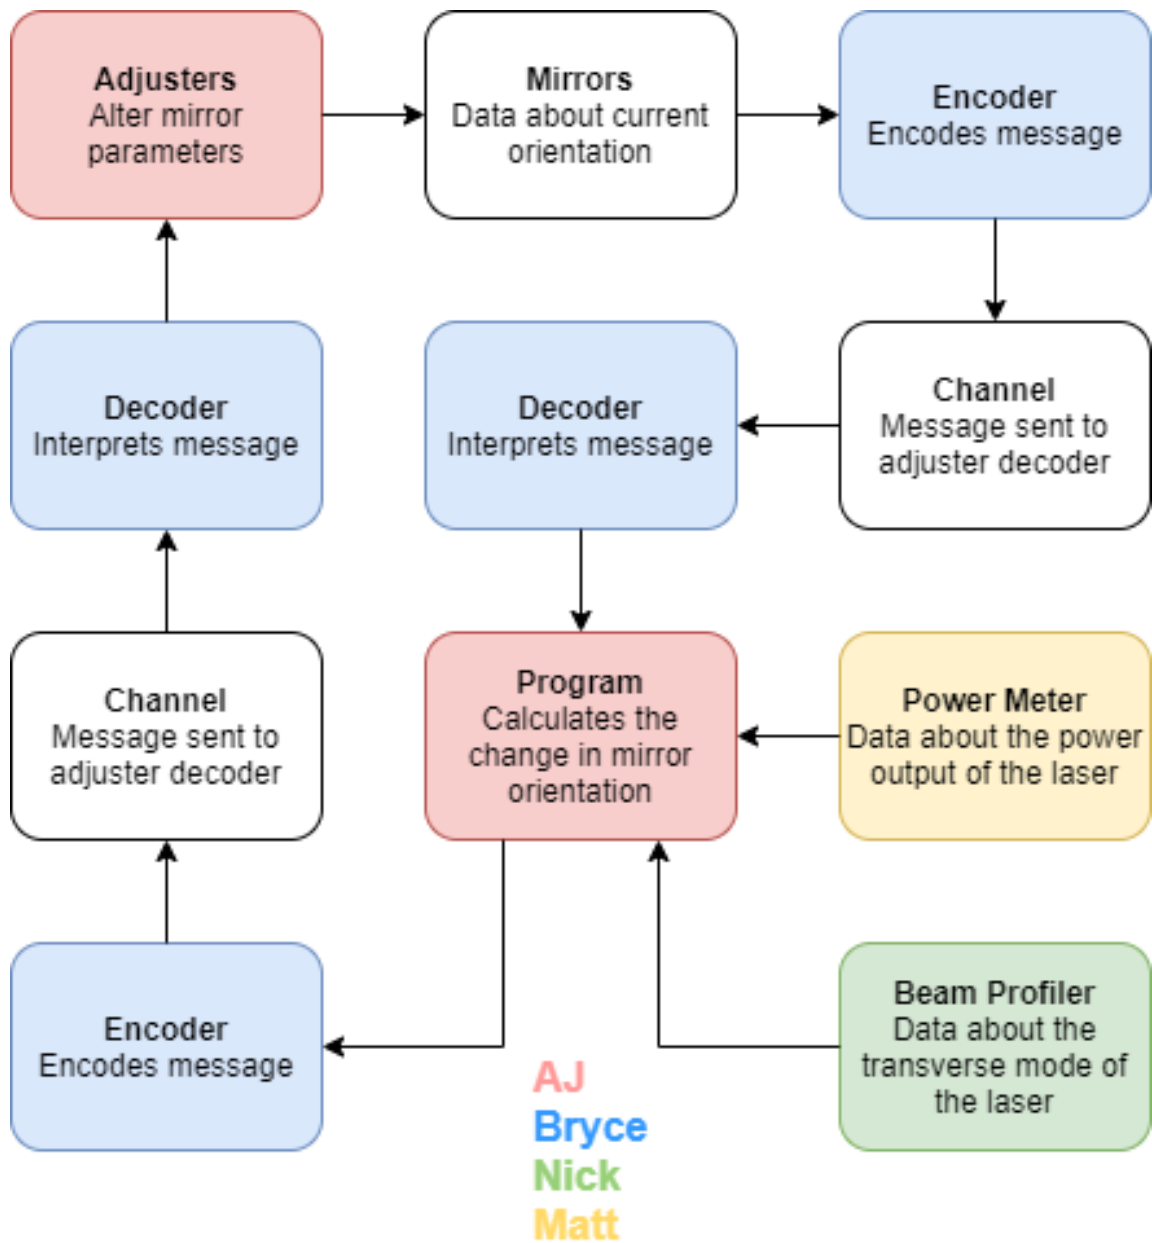 Adjusters
Alter mirror
parameters
Mirrors
Data about current
orientation
Encoder
Encodes message
Decoder
Interprets message
Decoder
Interprets message
Channel
Message sent to
adjuster decoder
Channel
Message sent to
adjuster decoder
Program
Calculates the
change in mirror
orientation
Power Meter
Data about the power
output of the laser
Encoder
Encodes message
Beam Profiler
Data about the
transverse mode of
the laser
AJ
Bryce
Nick
Matt